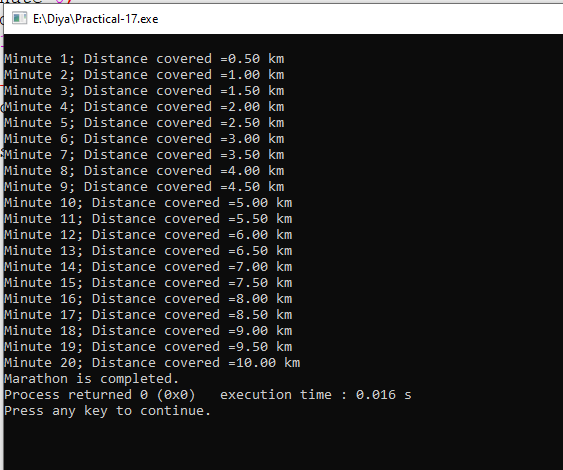 E:\Diya\Practical-17.exe
Minute 1; Distance covered =0.50 km
Minute 2; Distance covered =1.00 km
Minute 3; Distance covered =1.50 km
Minute 4; Distance covered =2.00 km
Minute 5; Distance covered =2.50 km
Minute 6; Distance covered =3.00 km
Minute 7; Distance covered =3.50 km
Minute 8; Distance covered =4.00 km
Minute 9; Distance covered =4.50 km
Minute 10; Distance covered =5.00 km
Minute 11; Distance covered =5.50 km
Minute 12; Distance covered =6.00 km
Minute 13; Distance covered =6.50 km
Minute 14; Distance covered =7.00 km
Minute 15; Distance covered =7.50 km
Minute 16; Distance covered =8.00 km
Minute 17; Distance covered =8.50 km
Minute 18; Distance covered =9.00 km
Minute 19; Distance covered =9.50 km
Minute 20; Distance covered =10.00 km
Marathon is completed.
Process returned 0 (0x0)   execution time : 0.016 s
Press any key to continue.